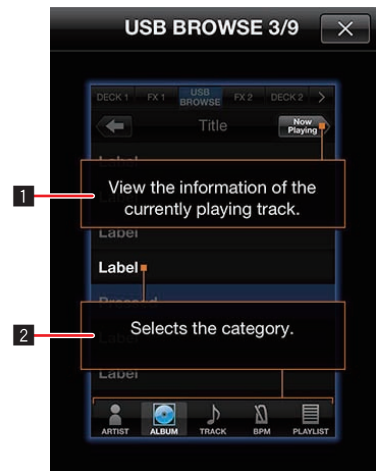 USB BROWSE 3/9
DECK 1 FX 1 USB BROWSE FX 2 DECK 2
Title
Now Playing
Label
1
View the information of the
currently playing track.
Label
Label
Pressed
2
Selects the category.
Label
Label
ARTIST ALBUM TRACK BPM PLAYLIST